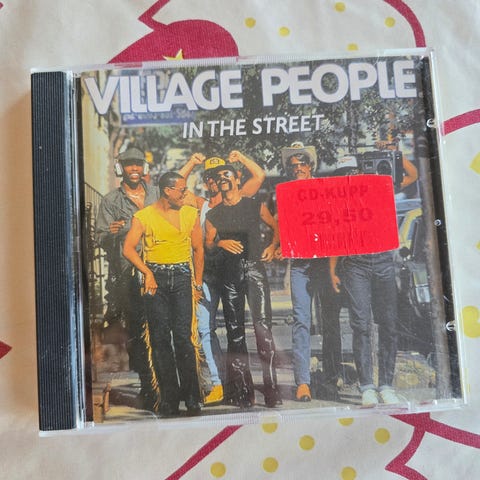 VILLAGE PEOPLE
IN THE STREET
CD-KUPP
29,50